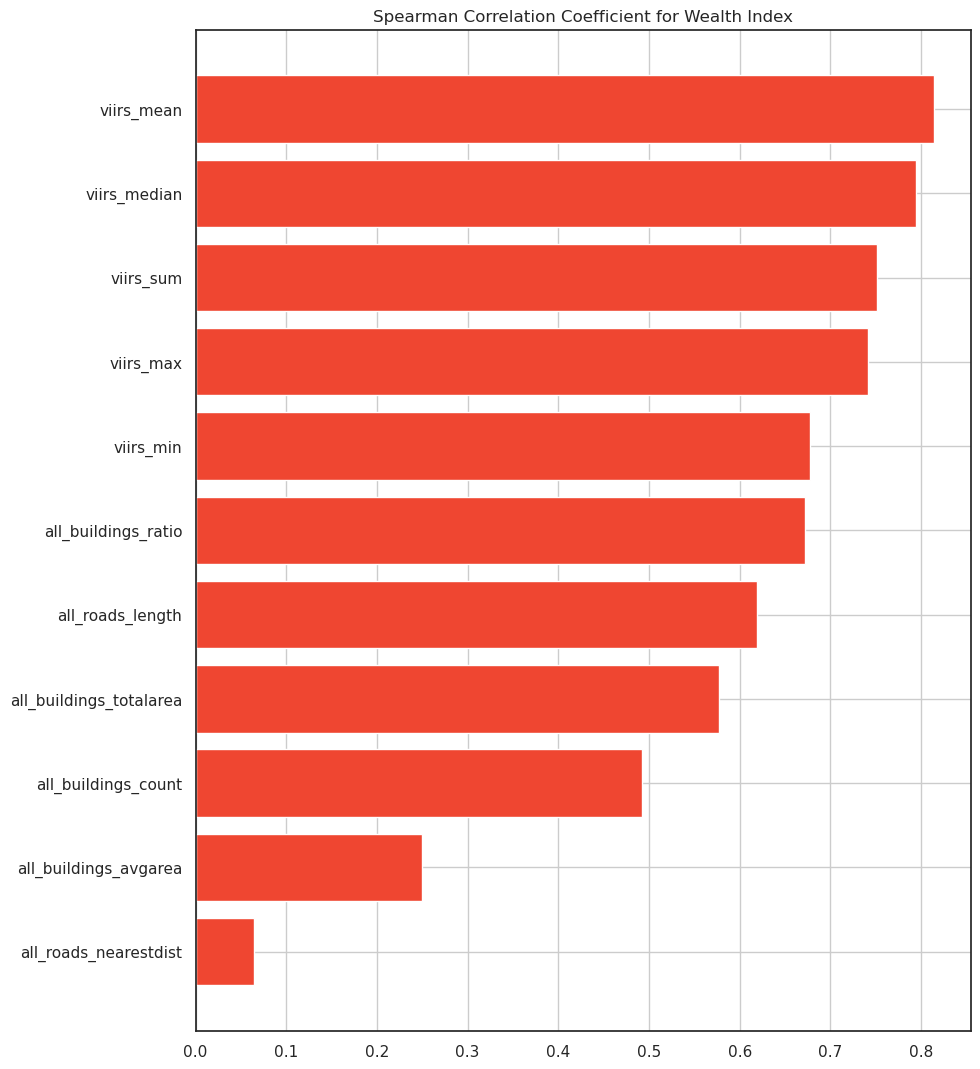 Spearman Correlation Coefficient for Wealth Index
viirs_mean
viirs_median
viirs_sum
viirs_max
viirs_min
all_buildings_ratio
all_roads_length
all_buildings_totalarea
all_buildings_count
all_buildings_avgarea
all_roads_nearestdist
0.0 0.1 0.2 0.3 0.4 0.5 0.6 0.7 0.8